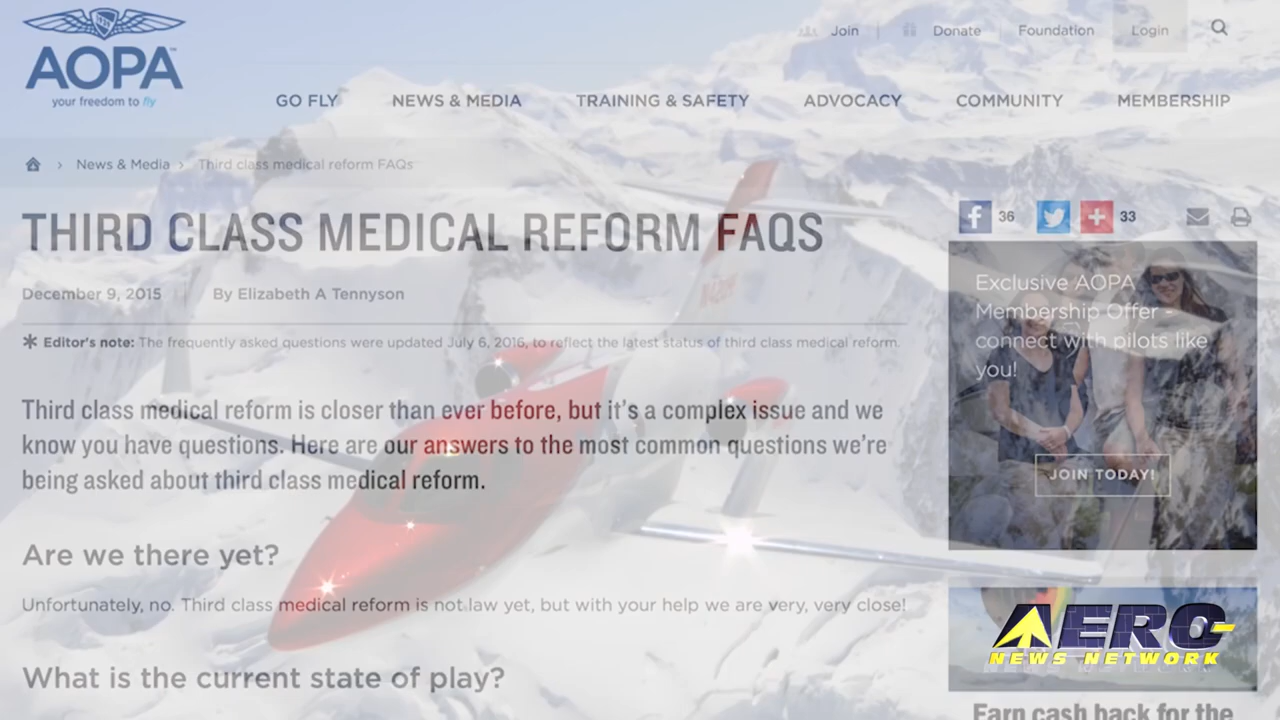 AOPA
your freedom to fly
Join
Donate
Foundation
Login
GO FLY
NEWS & MEDIA
TRAINING & SAFETY
ADVOCACY
COMMUNITY
MEMBERSHIP
> News & Media > Third class medical reform FAQs
THIRD CLASS MEDICAL REFORM FAQS
36
33
December 9, 2015 | By Elizabeth A Tennyson
* Editor's note: The frequently asked questions were updated July 6, 2016, to reflect the latest status of third class medical reform.
Third class medical reform is closer than ever before, but it's a complex issue and we
know you have questions. Here are our answers to the most common questions we're
being asked about third class medical reform.
Are we there yet?
Unfortunately, no. Third class medical reform is not law yet, but with your help we are very, very close!
What is the current state of play?
Exclusive AOPA
Membership Offer -
connect with pilots like
you!
JOIN TODAY!
AERO-
NEWS NETWORK
Earn cash back for the